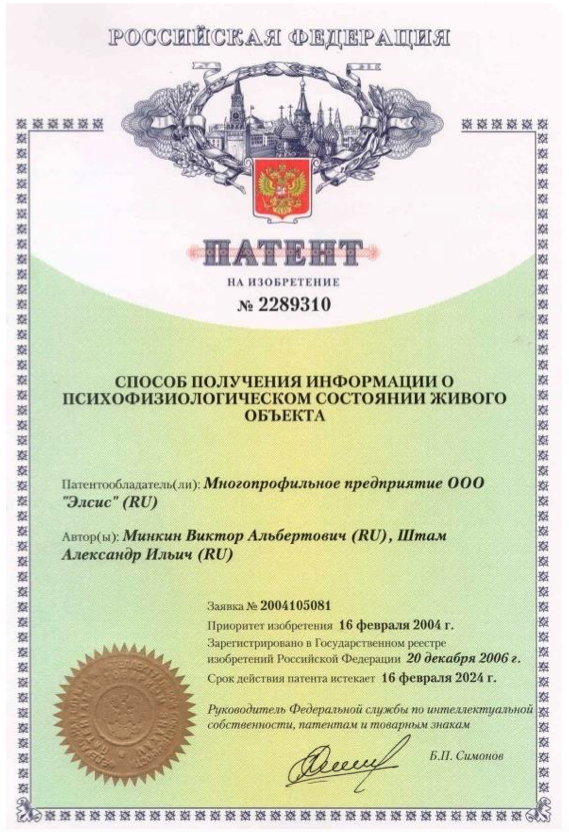 РОССИЙСКАЯ ФЕДЕРАЦИЯ
ПАТЕНТ
НА ИЗОБРЕТЕНИЕ
№ 2289310
СПОСОБ ПОЛУЧЕНИЯ ИНФОРМАЦИИ О
ПСИХОФИЗИОЛОГИЧЕСКОМ СОСТОЯНИИ ЖИВОГО
ОБЪЕКТА
Патентообладатель(ли): Многопрофильное предприятие ООО
"Элсис" (RU)
Автор(ы): Минкин Виктор Альбертович (RU), Штам
Александр Ильич (RU)
Заявка № 2004105081
Приоритет изобретения 16 февраля 2004 г.
Зарегистрировано в Государственном реестре
изобретений Российской Федерации 20 декабря 2006 г.
Срок действия патента истекает 16 февраля 2024 г.
Руководитель Федеральной службы по интеллектуальной
собственности, патентам и товарным знакам
Б.П. Симонов